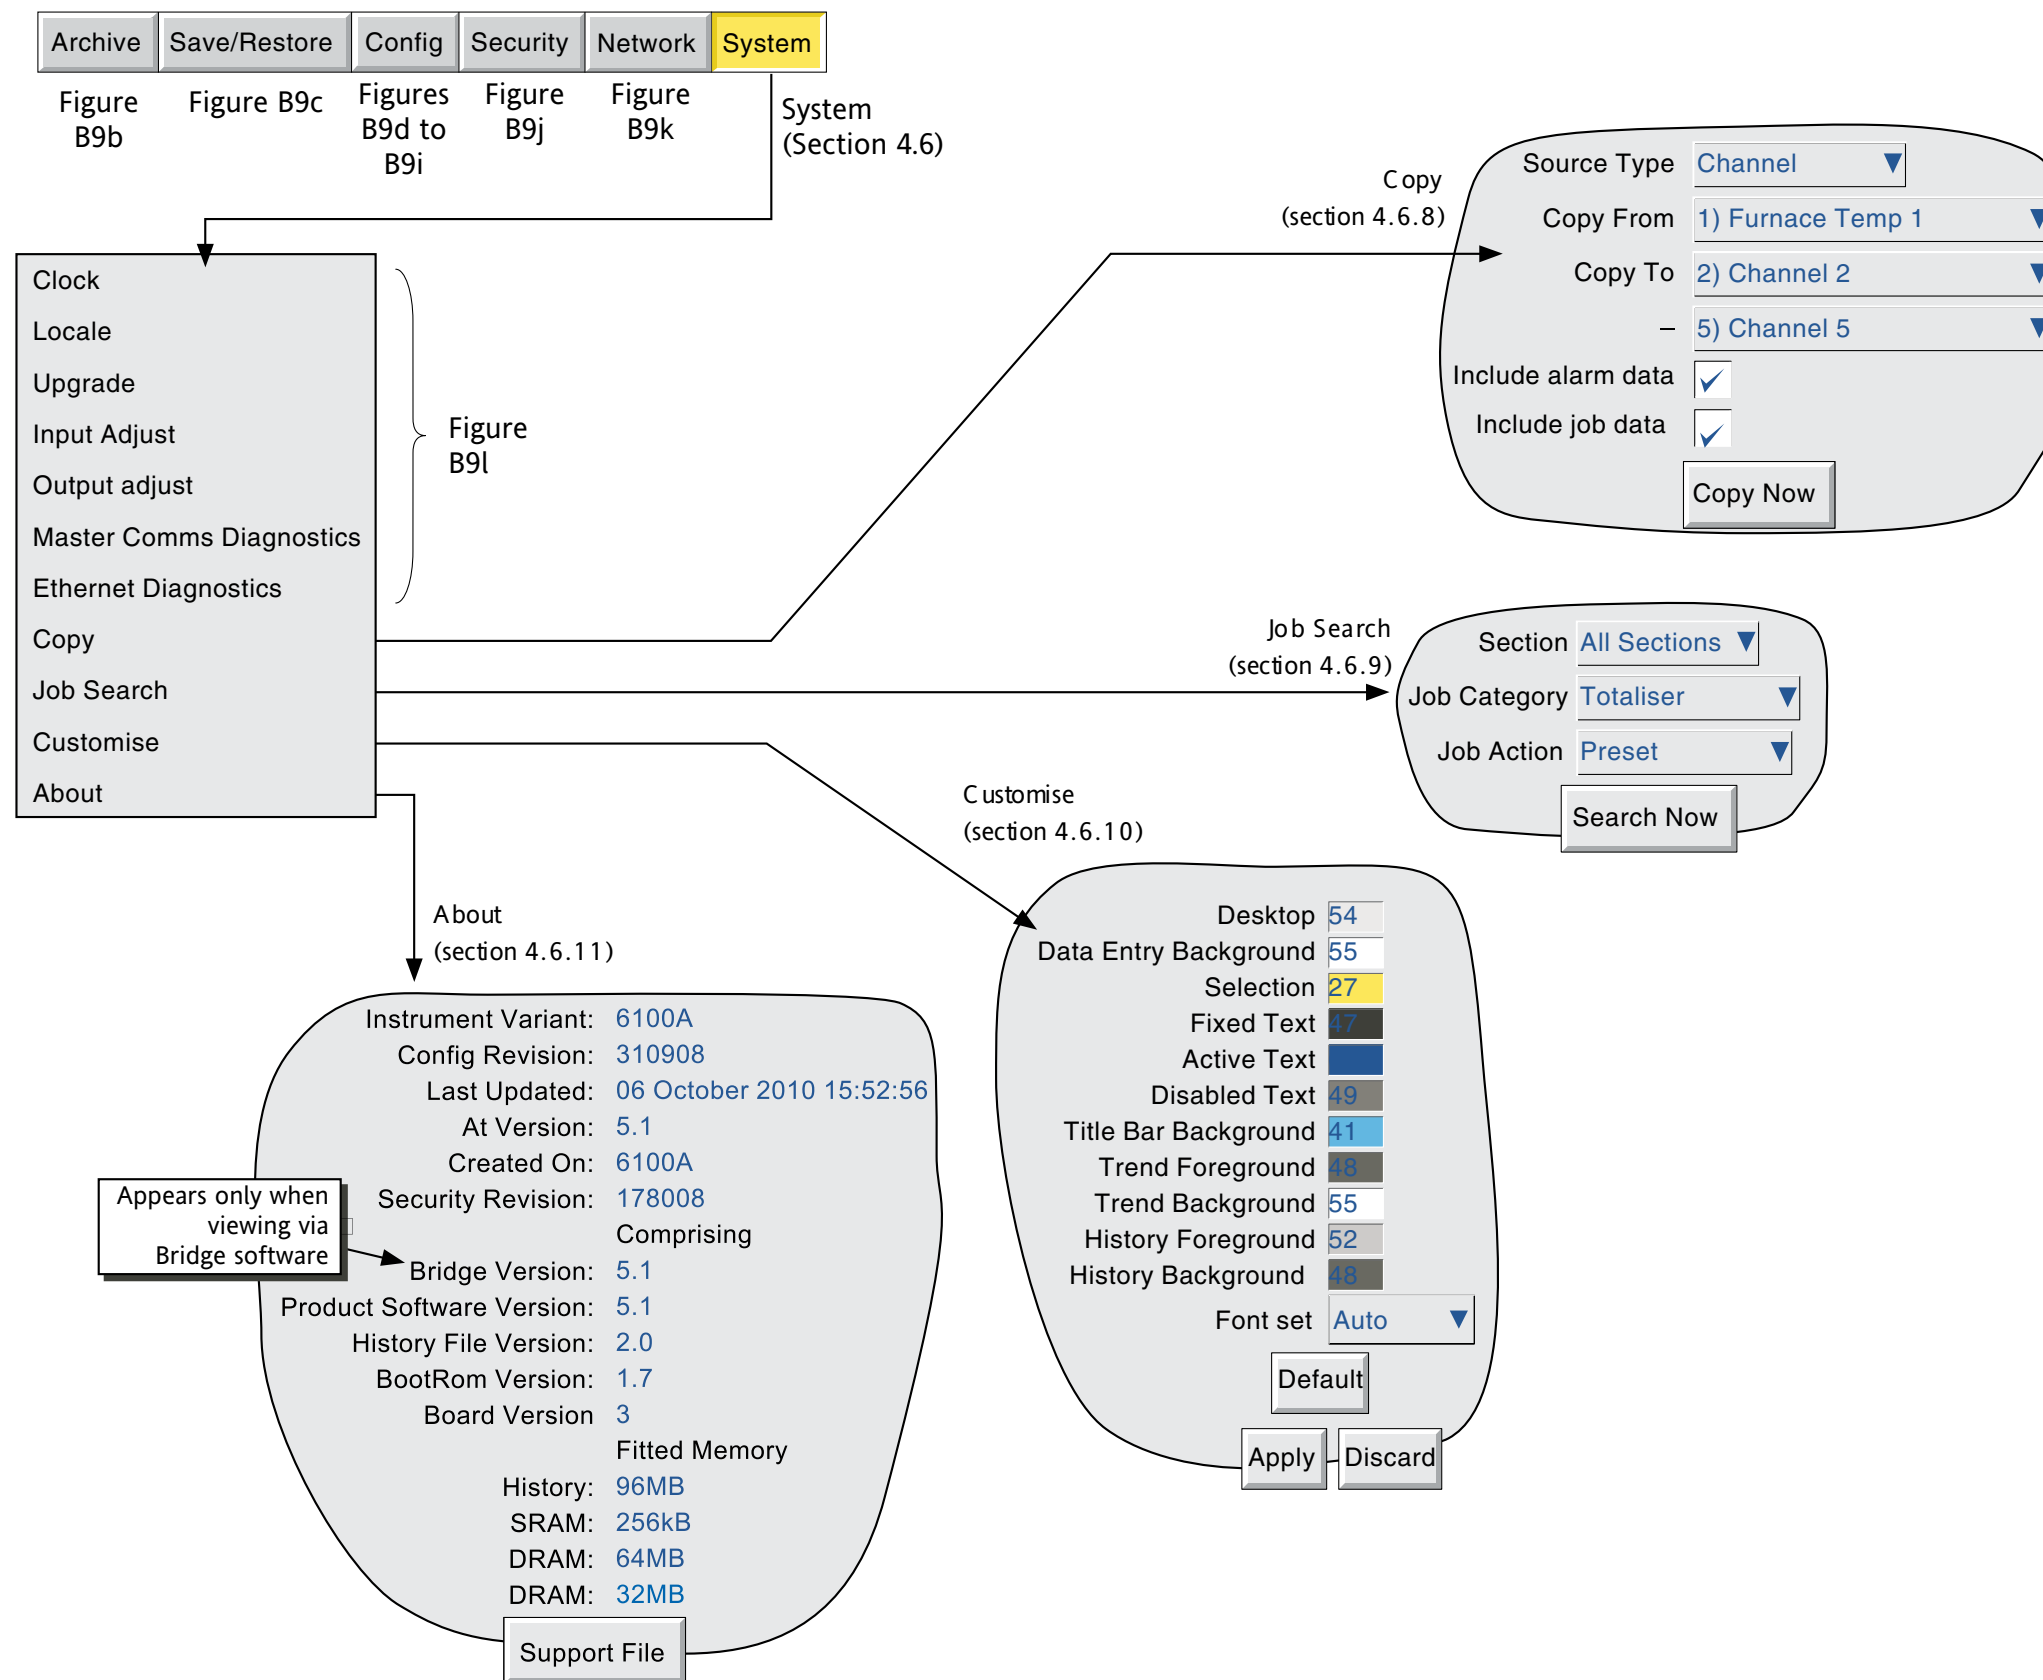 Archive Save/Restore Config Security Network System
Figure
B9b
Figure B9c
Figures
B9d to
B9i
Figure
B9j
Figure
B9k
System
(Section 4.6)
Clock
Locale
Upgrade
Input Adjust
Output adjust
Master Comms Diagnostics
Ethernet Diagnostics
Copy
Job Search
Customise
About
Figure
B9l
Copy
(section 4.6.8)
Source Type Channel
Copy From 1) Furnace Temp 1
Copy To 2) Channel 2
– 5) Channel 5
Include alarm data
Include job data
Copy Now
Job Search
(section 4.6.9)
Section All Sections
Job Category Totaliser
Job Action Preset
Search Now
Customise
(section 4.6.10)
Desktop 54
Data Entry Background 55
Selection 27
Fixed Text 47
Active Text
Disabled Text 49
Title Bar Background 41
Trend Foreground 48
Trend Background 55
History Foreground 52
History Background 48
Font set Auto
Default
Apply Discard
About
(section 4.6.11)
Instrument Variant: 6100A
Config Revision: 310908
Last Updated: 06 October 2010 15:52:56
At Version: 5.1
Created On: 6100A
Security Revision: 178008
Comprising
Bridge Version: 5.1
Product Software Version: 5.1
History File Version: 2.0
BootRom Version: 1.7
Board Version 3
Fitted Memory
History: 96MB
SRAM: 256kB
DRAM: 64MB
DRAM: 32MB
Support File
Appears only when
viewing via
Bridge software